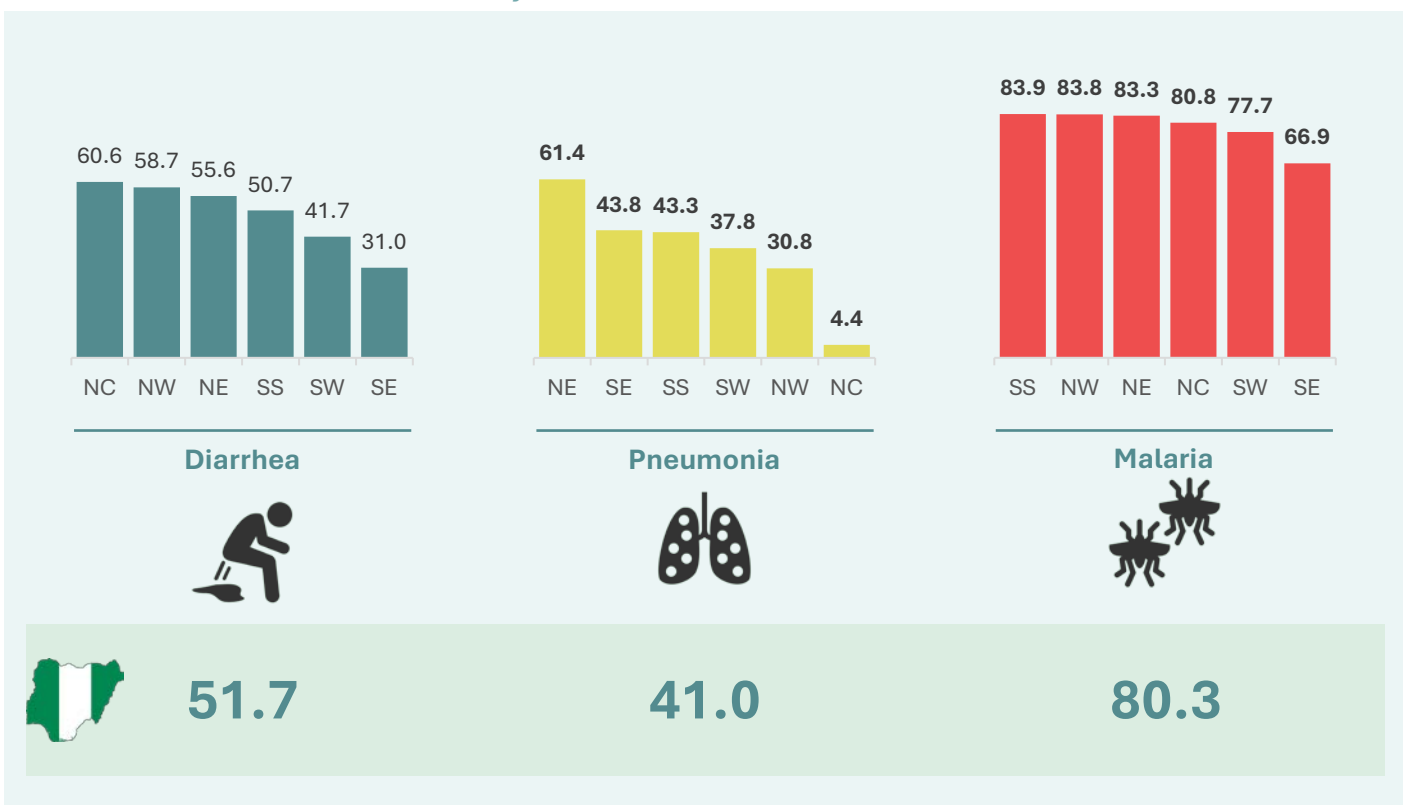 60.6 58.7 55.6 50.7 41.7 31.0
NC NW NE SS SW SE
Diarrhea
61.4 43.8 43.3 37.8 30.8 4.4
NE SE SS SW NW NC
Pneumonia
83.9 83.8 83.3 80.8 77.7 66.9
SS NW NE NC SW SE
Malaria
51.7 41.0 80.3